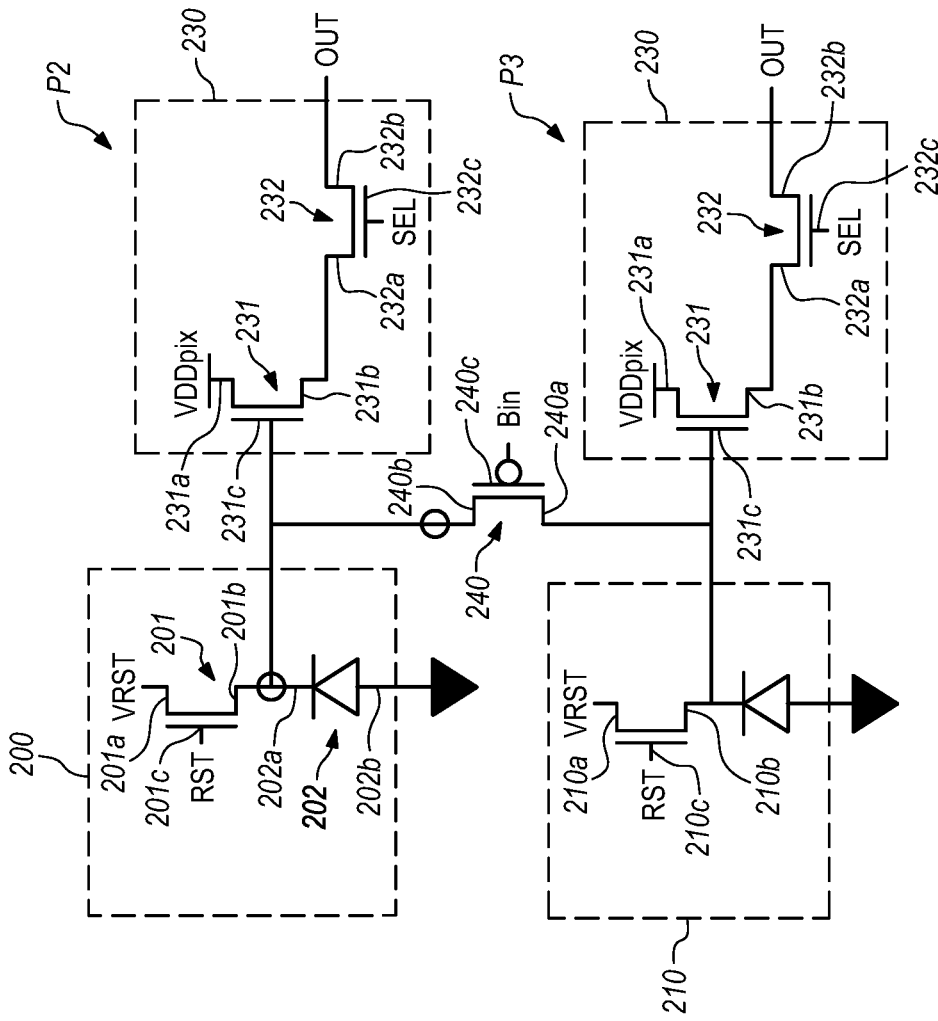 P2
230
OUT
VDDpix
231
231a
231b
231c
232
232a
232b
232c
SEL
200
VRST
201
201a
201b
201c
RST
202a
202
202b
240b
240c
Bin
240
240a
P3
230
OUT
VDDpix
231a
231
231b
231c
232
232a
232b
232c
SEL
VRST
210a
RST
210c
210b
210